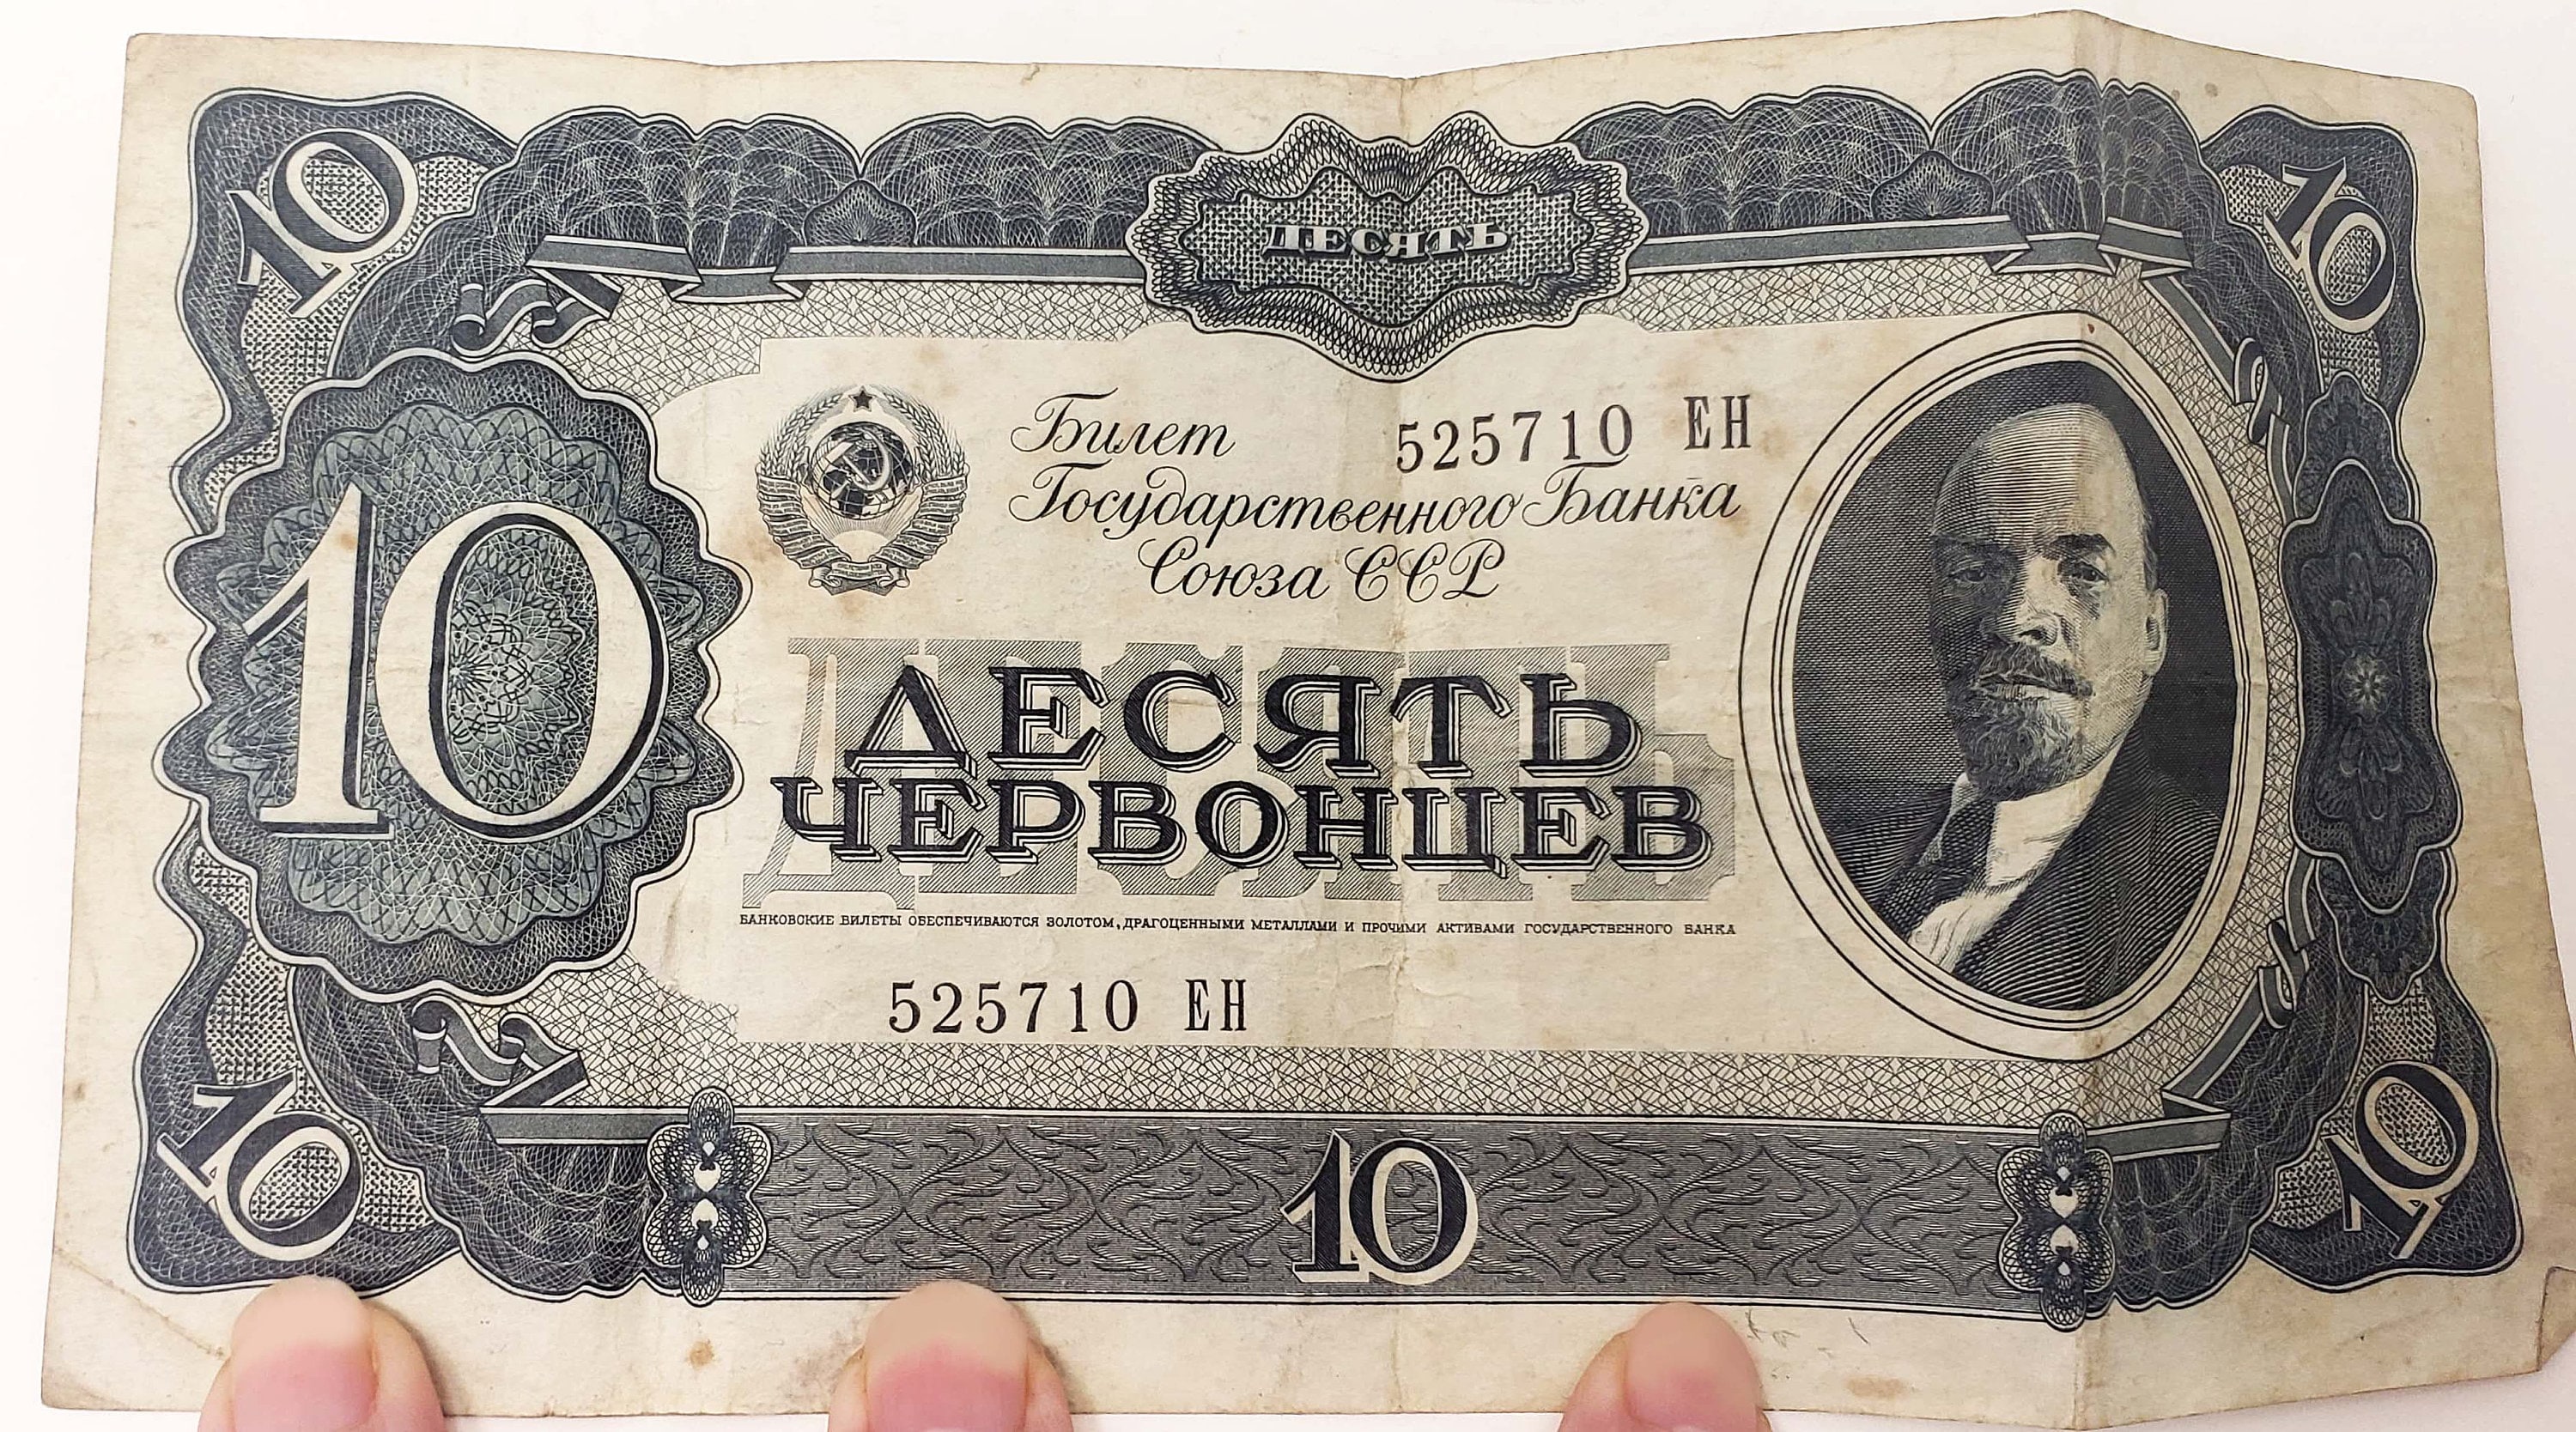 10
ДЕСЯТЬ
10
Билет
525710 ЕН
Государственного Банка
Союза ССР
10
ДЕСЯТЬ
ДЕСЯТЬ
ЧЕРВОНЦЕВ
БАНКОВСКИЕ БИЛЕТЫ ОБЕСПЕЧИВАЮТСЯ ЗОЛОТОМ, ДРАГОЦЕННЫМИ МЕТАЛЛАМИ И ПРОЧИМИ АКТИВАМИ ГОСУДАРСТВЕННОГО БАНКА
525710 ЕН
10
10
10